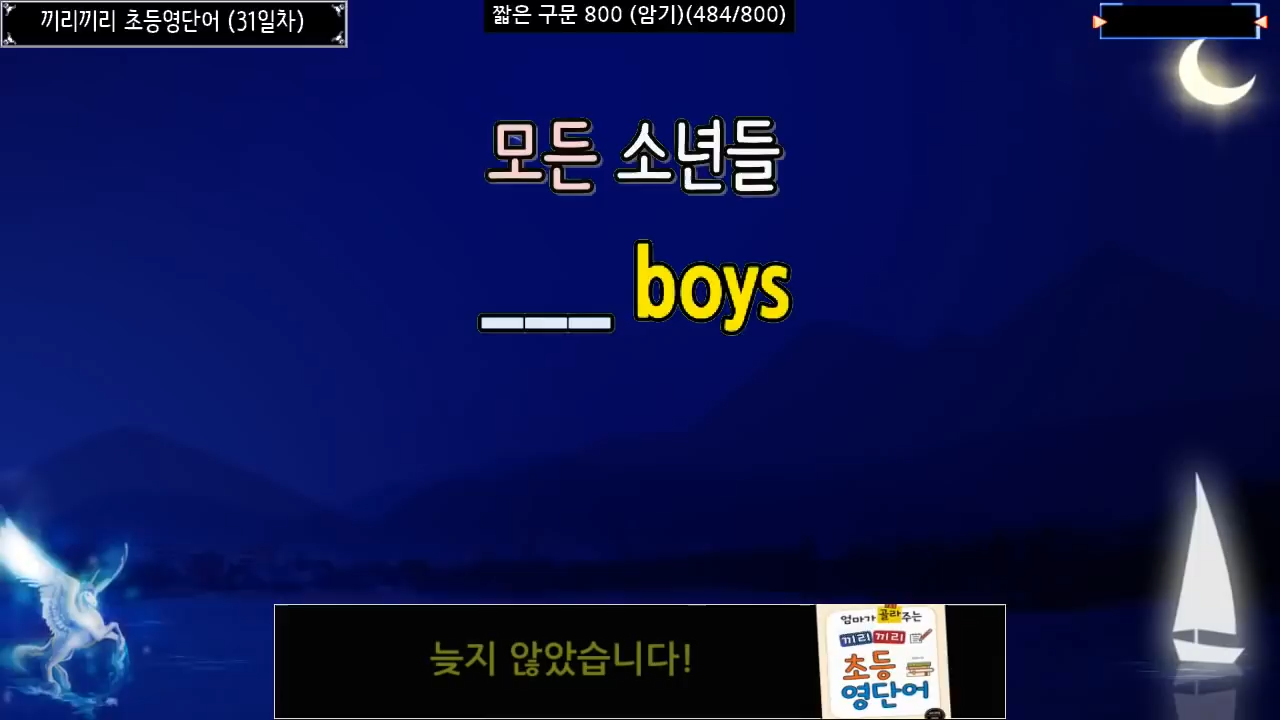 끼리끼리 초등영단어 (31일차)
짧은 구문 800 (암기)(484/800)
모든 소년들
___ boys
늦지 않았습니다!
엄마가 골라주는
끼리끼리
초등
영단어